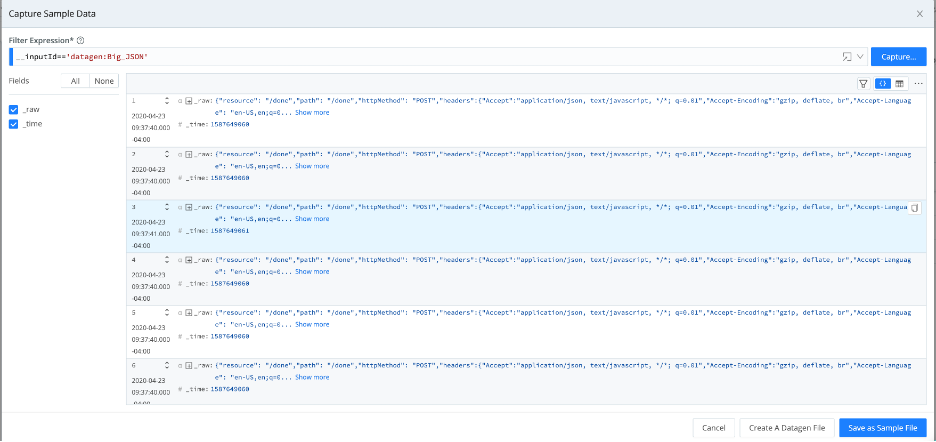 Capture Sample Data
Filter Expression*
__inputId=='datagen:Big_JSON'
Capture...
Fields
All
None
_raw
_time
1
2020-04-23
09:37:40.000
-04:00
_raw: {"resource": "/done","path": "/done","httpMethod": "POST","headers":{"Accept":"application/json, text/javascript, */*; q=0.01","Accept-Encoding":"gzip, deflate, br","Accept-Languag
e": "en-US,en;q=0... Show more
# _time: 1587649060
2
2020-04-23
09:37:40.000
-04:00
_raw: {"resource": "/done","path": "/done","httpMethod": "POST","headers":{"Accept":"application/json, text/javascript, */*; q=0.01","Accept-Encoding":"gzip, deflate, br","Accept-Languag
e": "en-US,en;q=0... Show more
# _time: 1587649060
3
2020-04-23
09:37:41.000
-04:00
_raw: {"resource": "/done","path": "/done","httpMethod": "POST","headers":{"Accept":"application/json, text/javascript, */*; q=0.01","Accept-Encoding":"gzip, deflate, br","Accept-Langua
e": "en-US,en;q=0... Show more
# _time: 1587649061
4
2020-04-23
09:37:40.000
-04:00
_raw: {"resource": "/done","path": "/done","httpMethod": "POST","headers":{"Accept":"application/json, text/javascript, */*; q=0.01","Accept-Encoding":"gzip, deflate, br","Accept-Languag
e": "en-US,en;q=0... Show more
# _time: 1587649060
5
2020-04-23
09:37:40.000
-04:00
_raw: {"resource": "/done","path": "/done","httpMethod": "POST","headers":{"Accept":"application/json, text/javascript, */*; q=0.01","Accept-Encoding":"gzip, deflate, br","Accept-Languag
e": "en-US,en;q=0... Show more
# _time: 1587649060
6
2020-04-23
09:37:40.000
-04:00
_raw: {"resource": "/done","path": "/done","httpMethod": "POST","headers":{"Accept":"application/json, text/javascript, */*; q=0.01","Accept-Encoding":"gzip, deflate, br","Accept-Languag
e": "en-US,en;q=0... Show more
# _time: 1587649060
Cancel
Create A Datagen File
Save as Sample File